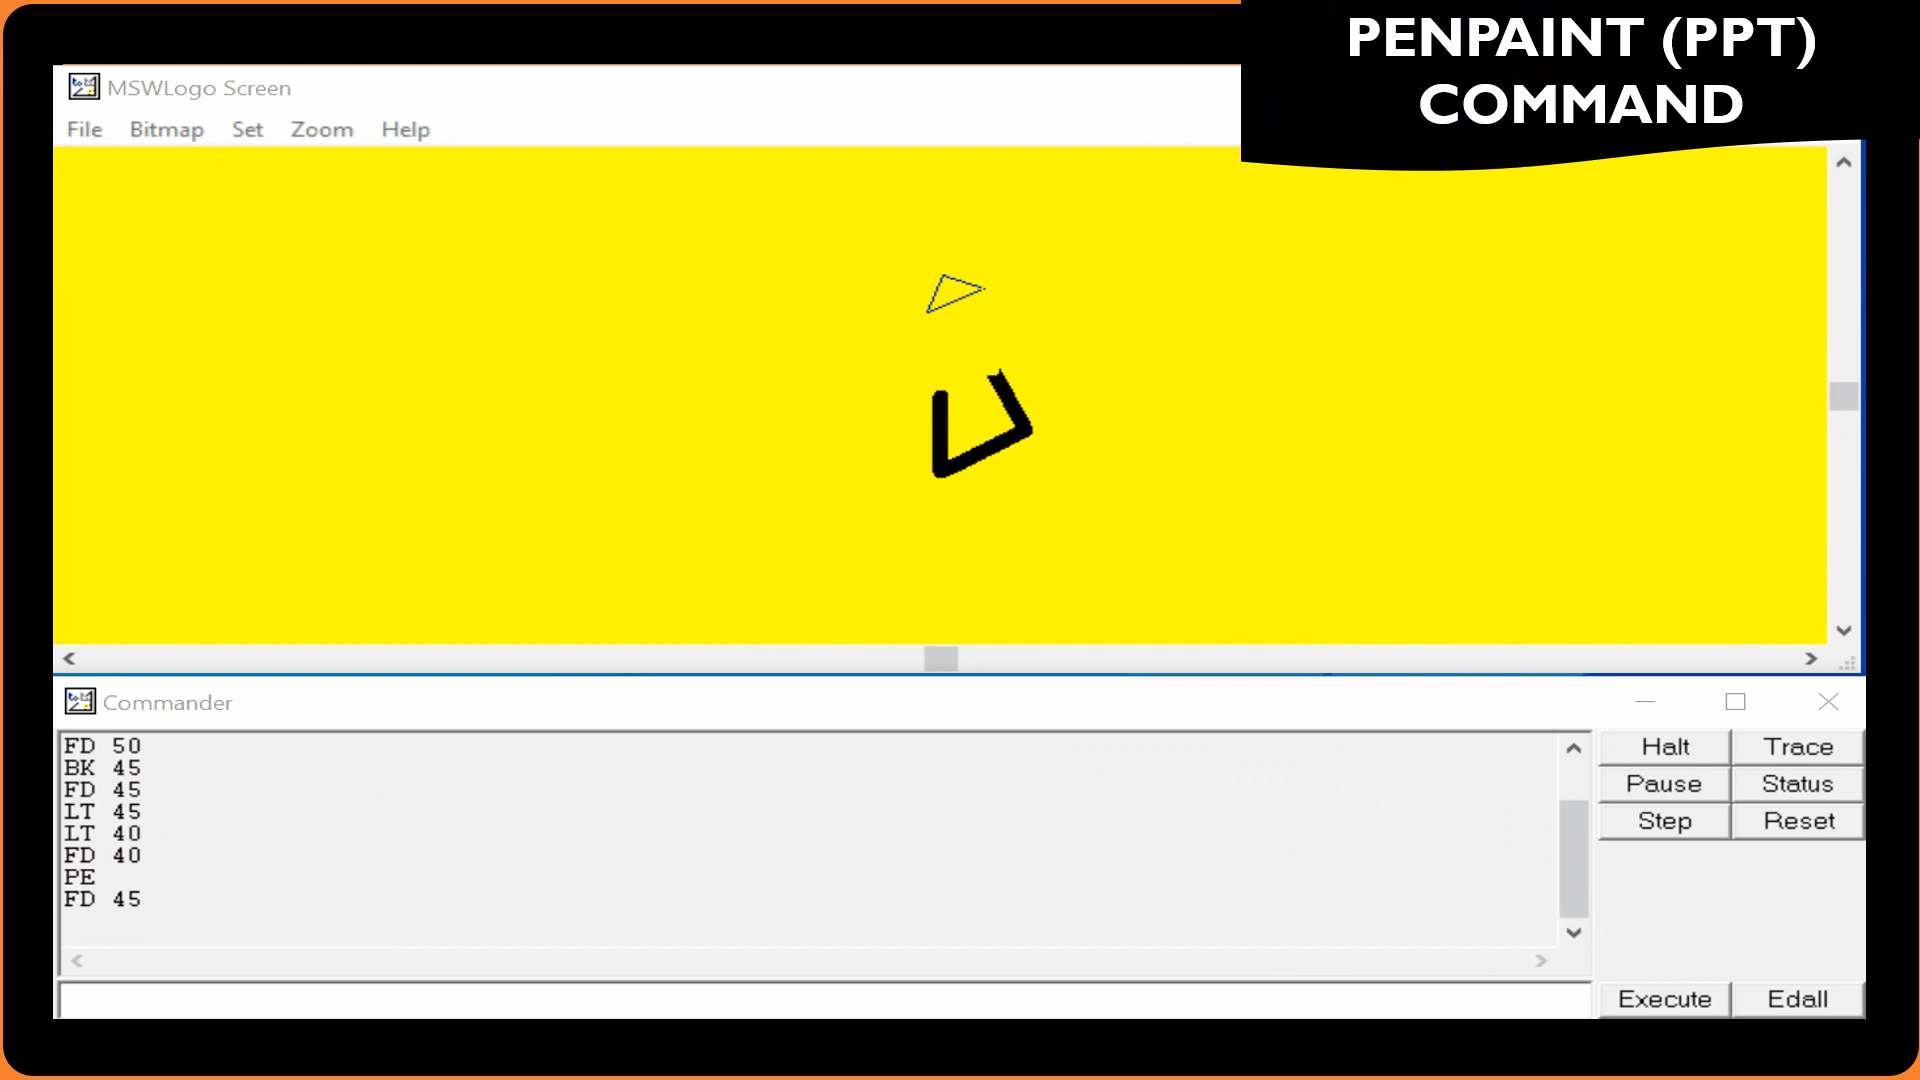 PENPAINT (PPT)
COMMAND
MSWLogo Screen
File Bitmap Set Zoom Help
Commander
FD 50
BK 45
FD 45
LT 45
LT 40
FD 40
PE
FD 45
Halt Trace
Pause Status
Step Reset
Execute Edall